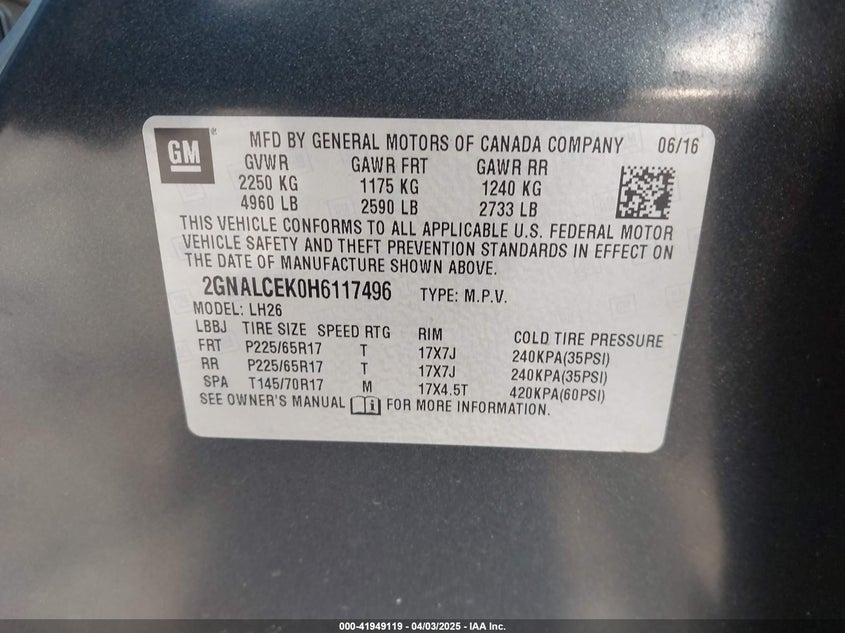 GM
MFD BY GENERAL MOTORS OF CANADA COMPANY 06/16
GVWR GAWR FRT GAWR RR
2250 KG 1175 KG 1240 KG
4960 LB 2590 LB 2733 LB
THIS VEHICLE CONFORMS TO ALL APPLICABLE U.S. FEDERAL MOTOR
VEHICLE SAFETY AND THEFT PREVENTION STANDARDS IN EFFECT ON
THE DATE OF MANUFACTURE SHOWN ABOVE.
2GNALCEK0H6117496 TYPE: M.P.V.
MODEL: LH26
LBBJ TIRE SIZE SPEED RTG RIM COLD TIRE PRESSURE
FRT P225/65R17 T 17X7J 240KPA(35PSI)
RR P225/65R17 T 17X7J 240KPA(35PSI)
SPA T145/70R17 M 17X4.5T 420KPA(60PSI)
SEE OWNER'S MANUAL FOR MORE INFORMATION.
000-41949119 - 04/03/2025 - IAA Inc.